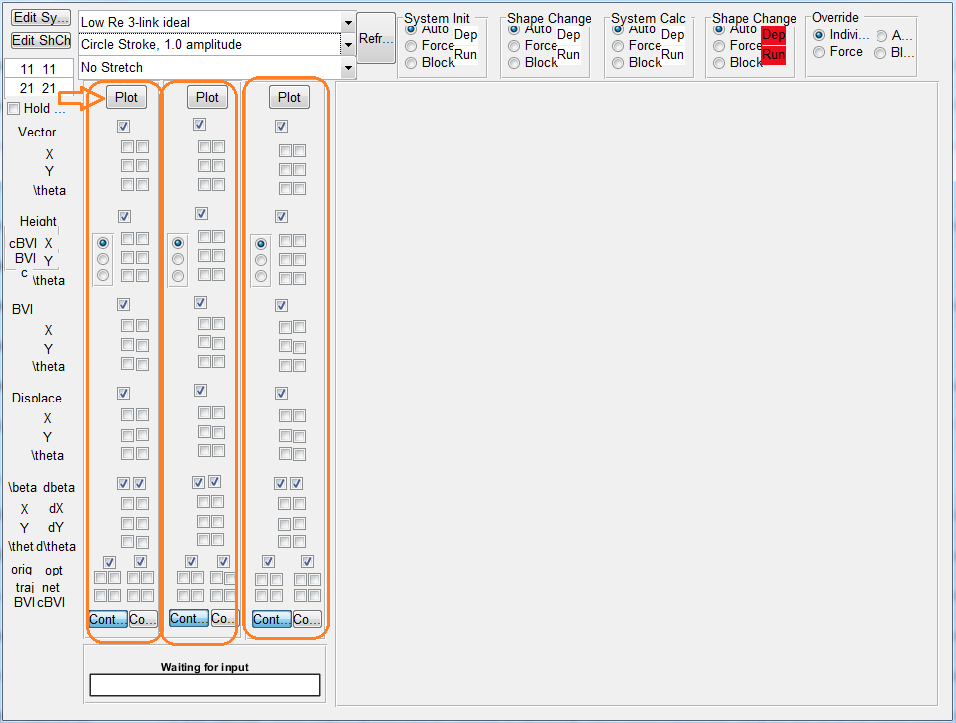 Edit Sy...
Edit ShCh
Low Re 3-link ideal
Circle Stroke, 1.0 amplitude
No Stretch
Refr...
System Init
Auto Dep
Force
Block Run
Shape Change
Auto Dep
Force
Block Run
System Calc
Auto Dep
Force
Block Run
Shape Change
Auto Dep
Force
Block Run
Override
Indivi... A...
Force Bl...
11 11
21 21
Hold ...
Plot Plot Plot
Vector
X
Y
\theta
Height
cBVI X
BVI Y
c \theta
BVI
X
Y
\theta
Displace
X
Y
\theta
\beta dbeta
X dX
Y dY
\thet d\theta
orig opt
traj net
BVI cBVI
Cont... Co... Cont... Co... Cont... Co...
Waiting for input